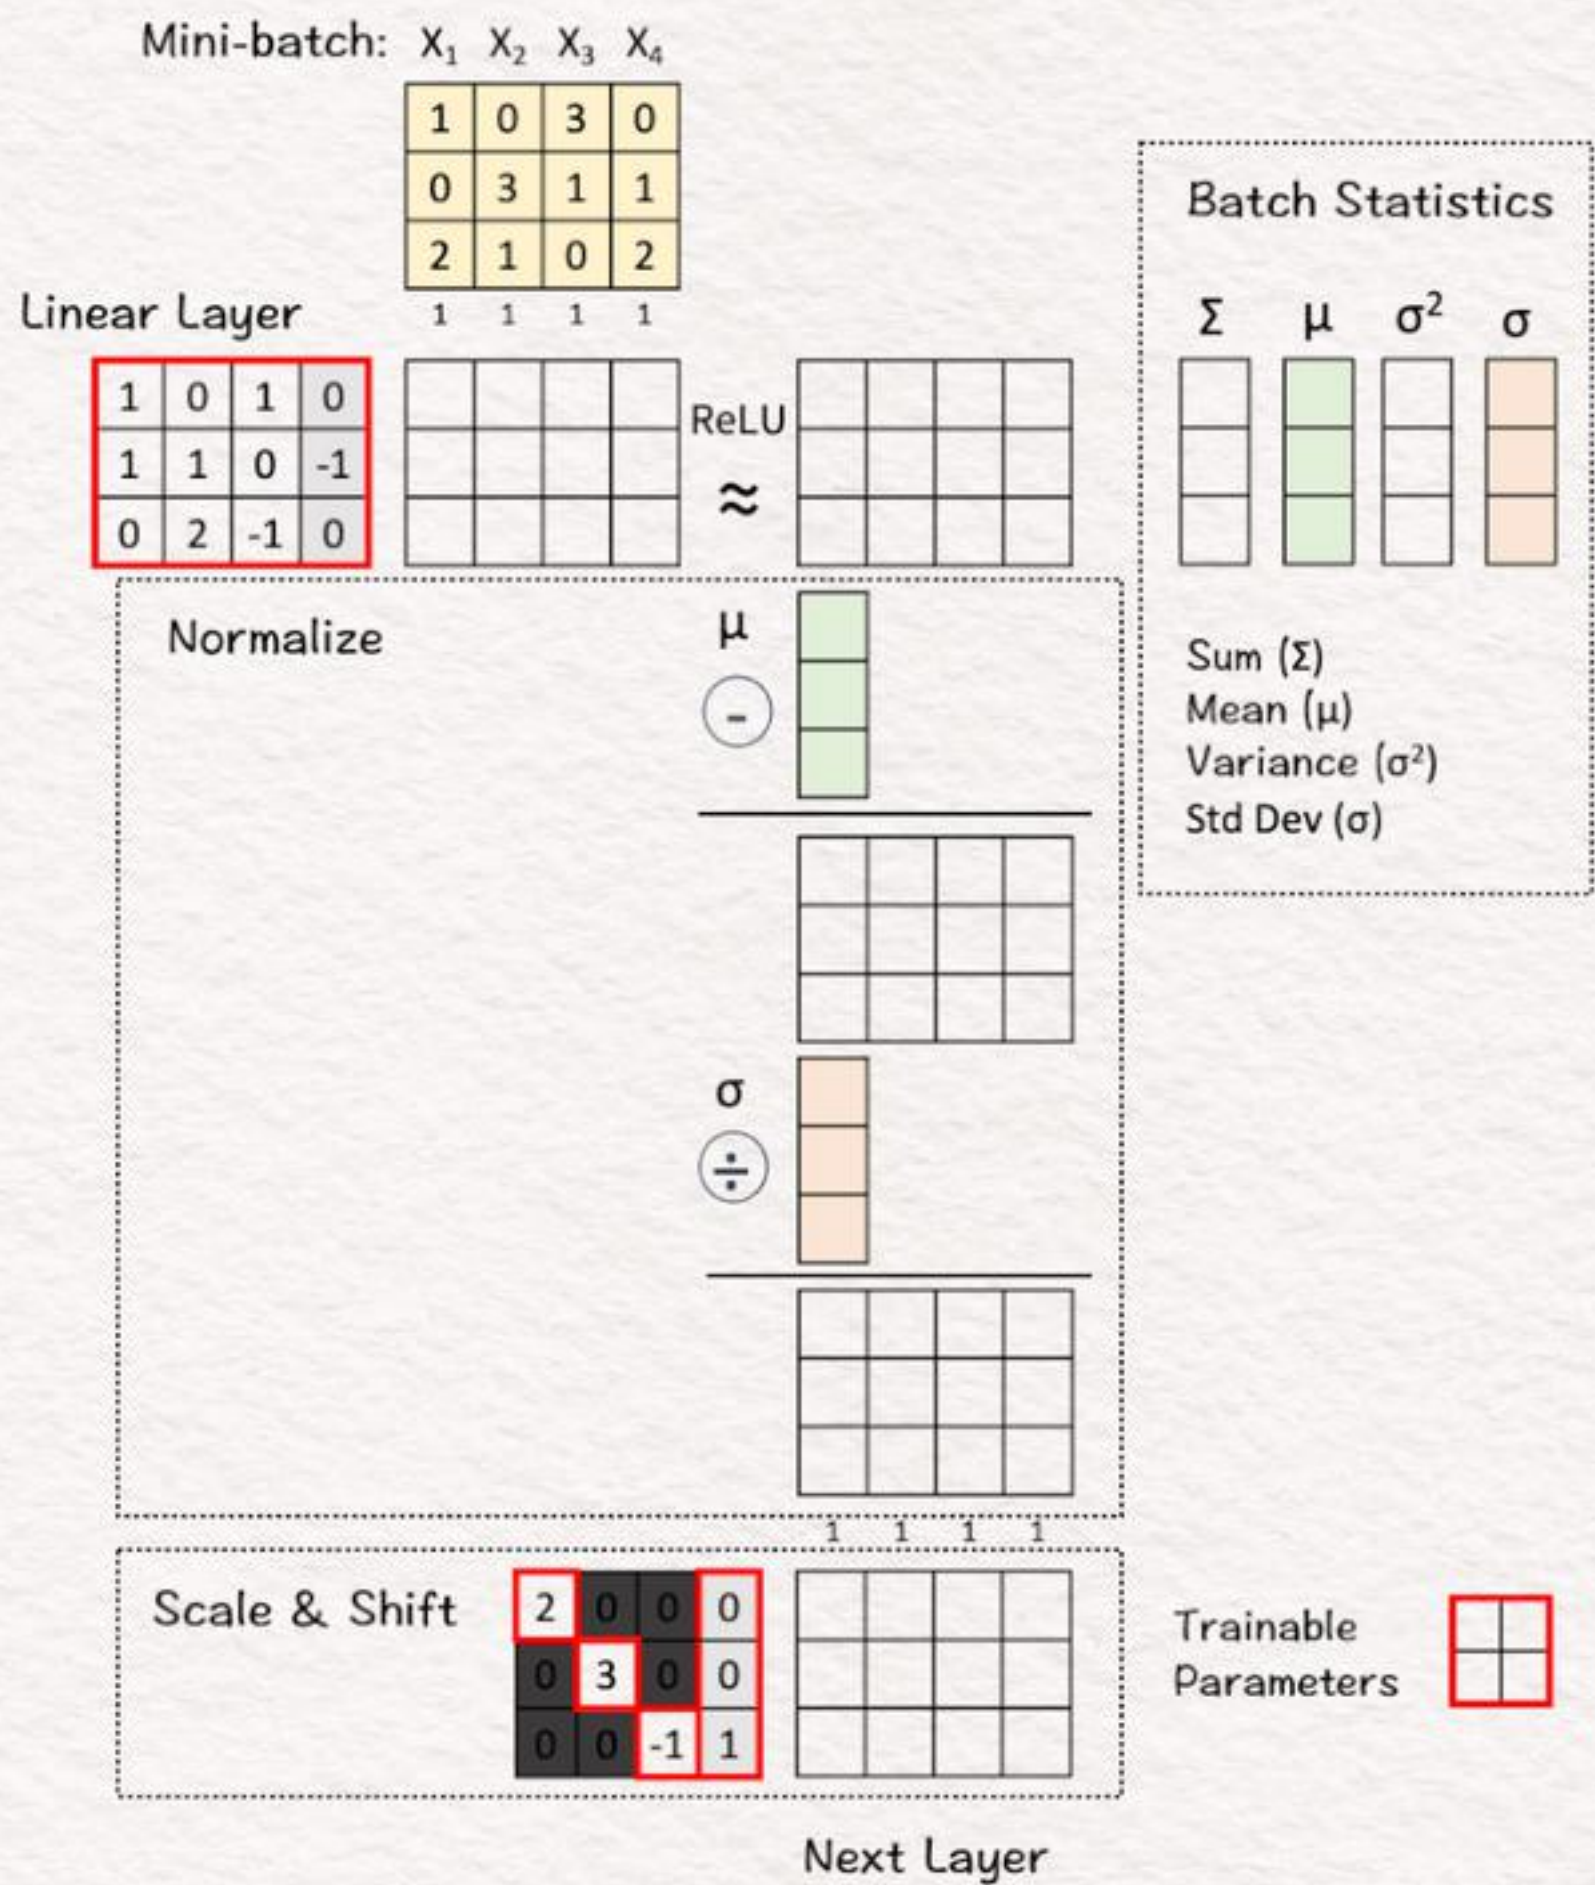 Mini-batch: X₁ X₂ X₃ X₄
1 0 3 0
0 3 1 1
2 1 0 2
1 1 1 1
Linear Layer
1 0 1 0
1 1 0 -1
0 2 -1 0
ReLU
≈
Batch Statistics
Σ μ σ² σ
Sum (Σ)
Mean (μ)
Variance (σ²)
Std Dev (σ)
Normalize
μ
-
σ
÷
1 1 1 1
Scale & Shift
2 0 0 0
0 3 0 0
0 0 -1 1
Trainable
Parameters
Next Layer